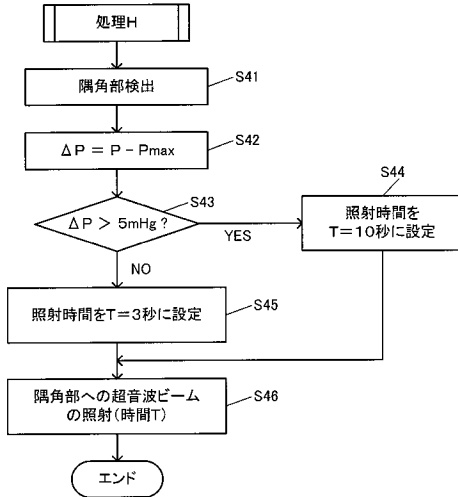 処理H
隅角部検出
S41
ΔP = P - Pmax
S42
ΔP > 5mHg ?
S43
YES
NO
S44
照射時間を
T=10秒に設定
照射時間をT=3秒に設定
S45
隅角部への超音波ビーム
の照射(時間T)
S46
エンド